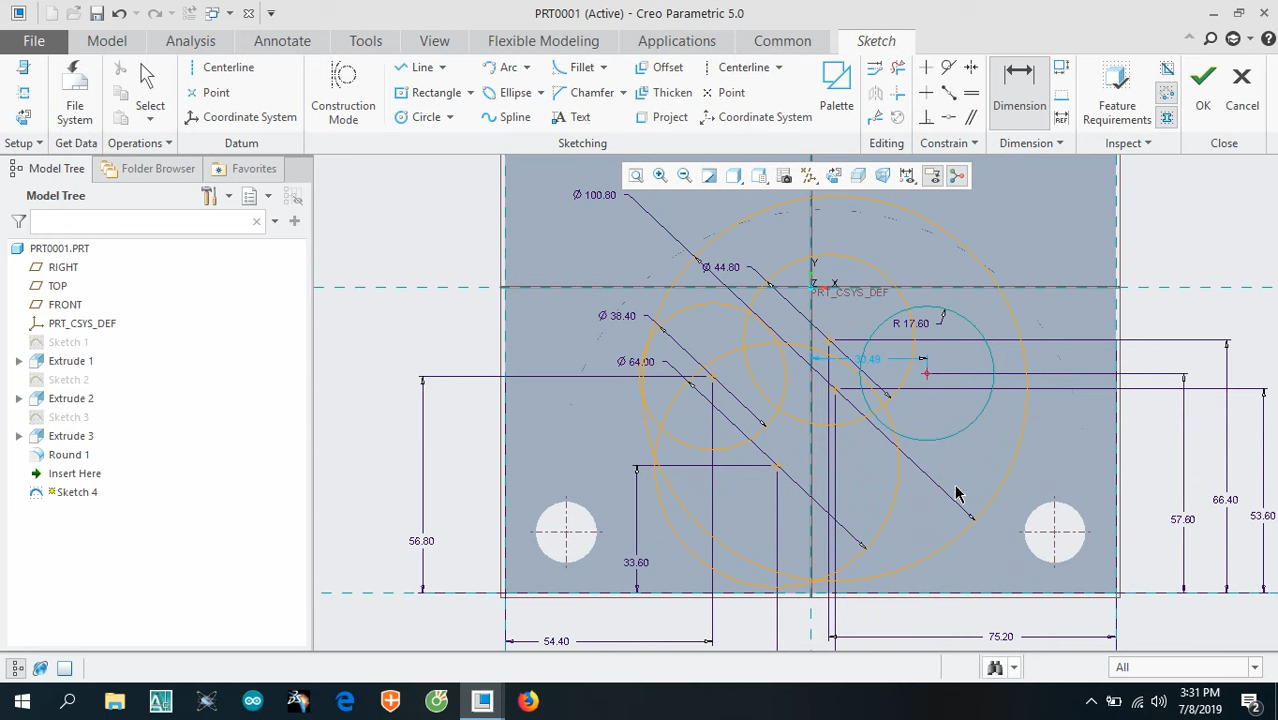 PRT0001 (Active) - Creo Parametric 5.0
File Model Analysis Annotate Tools View Flexible Modeling Applications Common Sketch
Centerline Line Arc Fillet Offset Centerline
Point Rectangle Ellipse Chamfer Thicken Point
Coordinate System Circle Spline Text Project Coordinate System
File System
Select
Construction Mode
Palette
Dimension
Feature Requirements
OK
Cancel
REF
Setup Get Data Operations Datum Sketching Editing Constrain Dimension Inspect Close
Model Tree Folder Browser Favorites
Model Tree
PRT0001.PRT
RIGHT
TOP
FRONT
PRT_CSYS_DEF
Sketch 1
Extrude 1
Sketch 2
Extrude 2
Sketch 3
Extrude 3
Round 1
Insert Here
Sketch 4
Ø 100.80
Ø 44.80
Y
Z X
PRT_CSYS_DEF
Ø 38.40
R 17.60
Ø 64.00
30.49
66.40
57.60
53.60
56.80
33.60
54.40
75.20
All
3:31 PM
7/8/2019
2